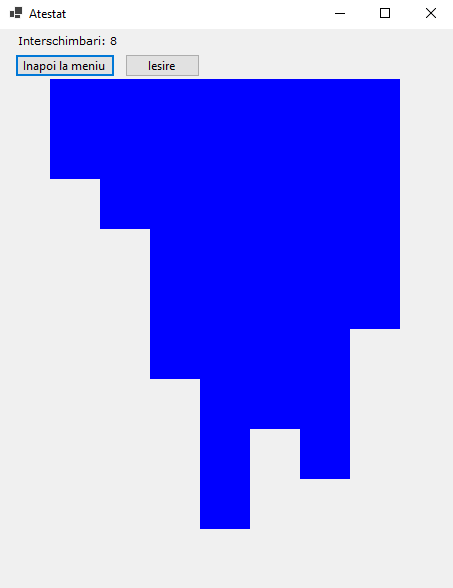 Atestat
Interschimbari: 8
Inapoi la meniu Iesire